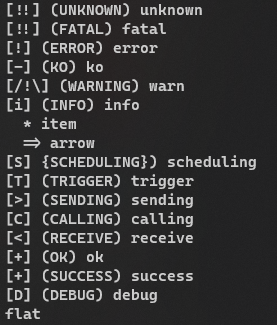 [!!] (UNKNOWN) unknown
[!!] (FATAL) fatal
[!] (ERROR) error
[-] (KO) ko
[/!\] (WARNING) warn
[i] (INFO) info
  * item
  => arrow
[S] {SCHEDULING}) scheduling
[T] (TRIGGER) trigger
[>] (SENDING) sending
[C] (CALLING) calling
[<] (RECEIVE) receive
[+] (OK) ok
[+] (SUCCESS) success
[D] (DEBUG) debug
flat